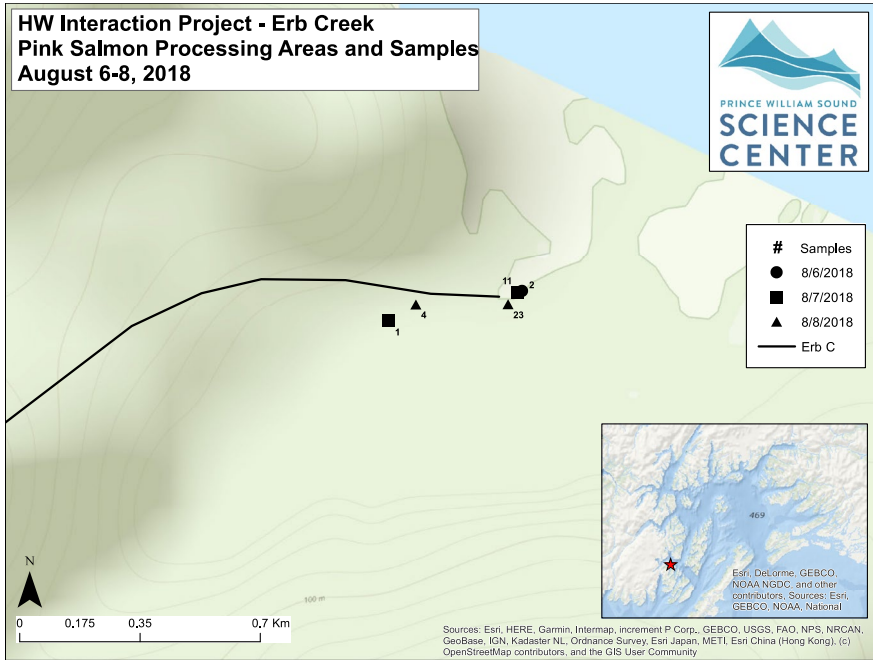 HW Interaction Project - Erb Creek
Pink Salmon Processing Areas and Samples
August 6-8, 2018
PRINCE WILLIAM SOUND
SCIENCE
CENTER
# Samples
8/6/2018
8/7/2018
8/8/2018
Erb C
11
2
4
23
1
469
Esri, DeLorme, GEBCO,
NOAA NGDC, and other
contributors, Sources: Esri,
GEBCO, NOAA, National
N
100 m
0 0.175 0.35 0.7 Km
Sources: Esri, HERE, Garmin, Intermap, increment P Corp., GEBCO, USGS, FAO, NPS, NRCAN,
GeoBase, IGN, Kadaster NL, Ordnance Survey, Esri Japan, METI, Esri China (Hong Kong), (c)
OpenStreetMap contributors, and the GIS User Community